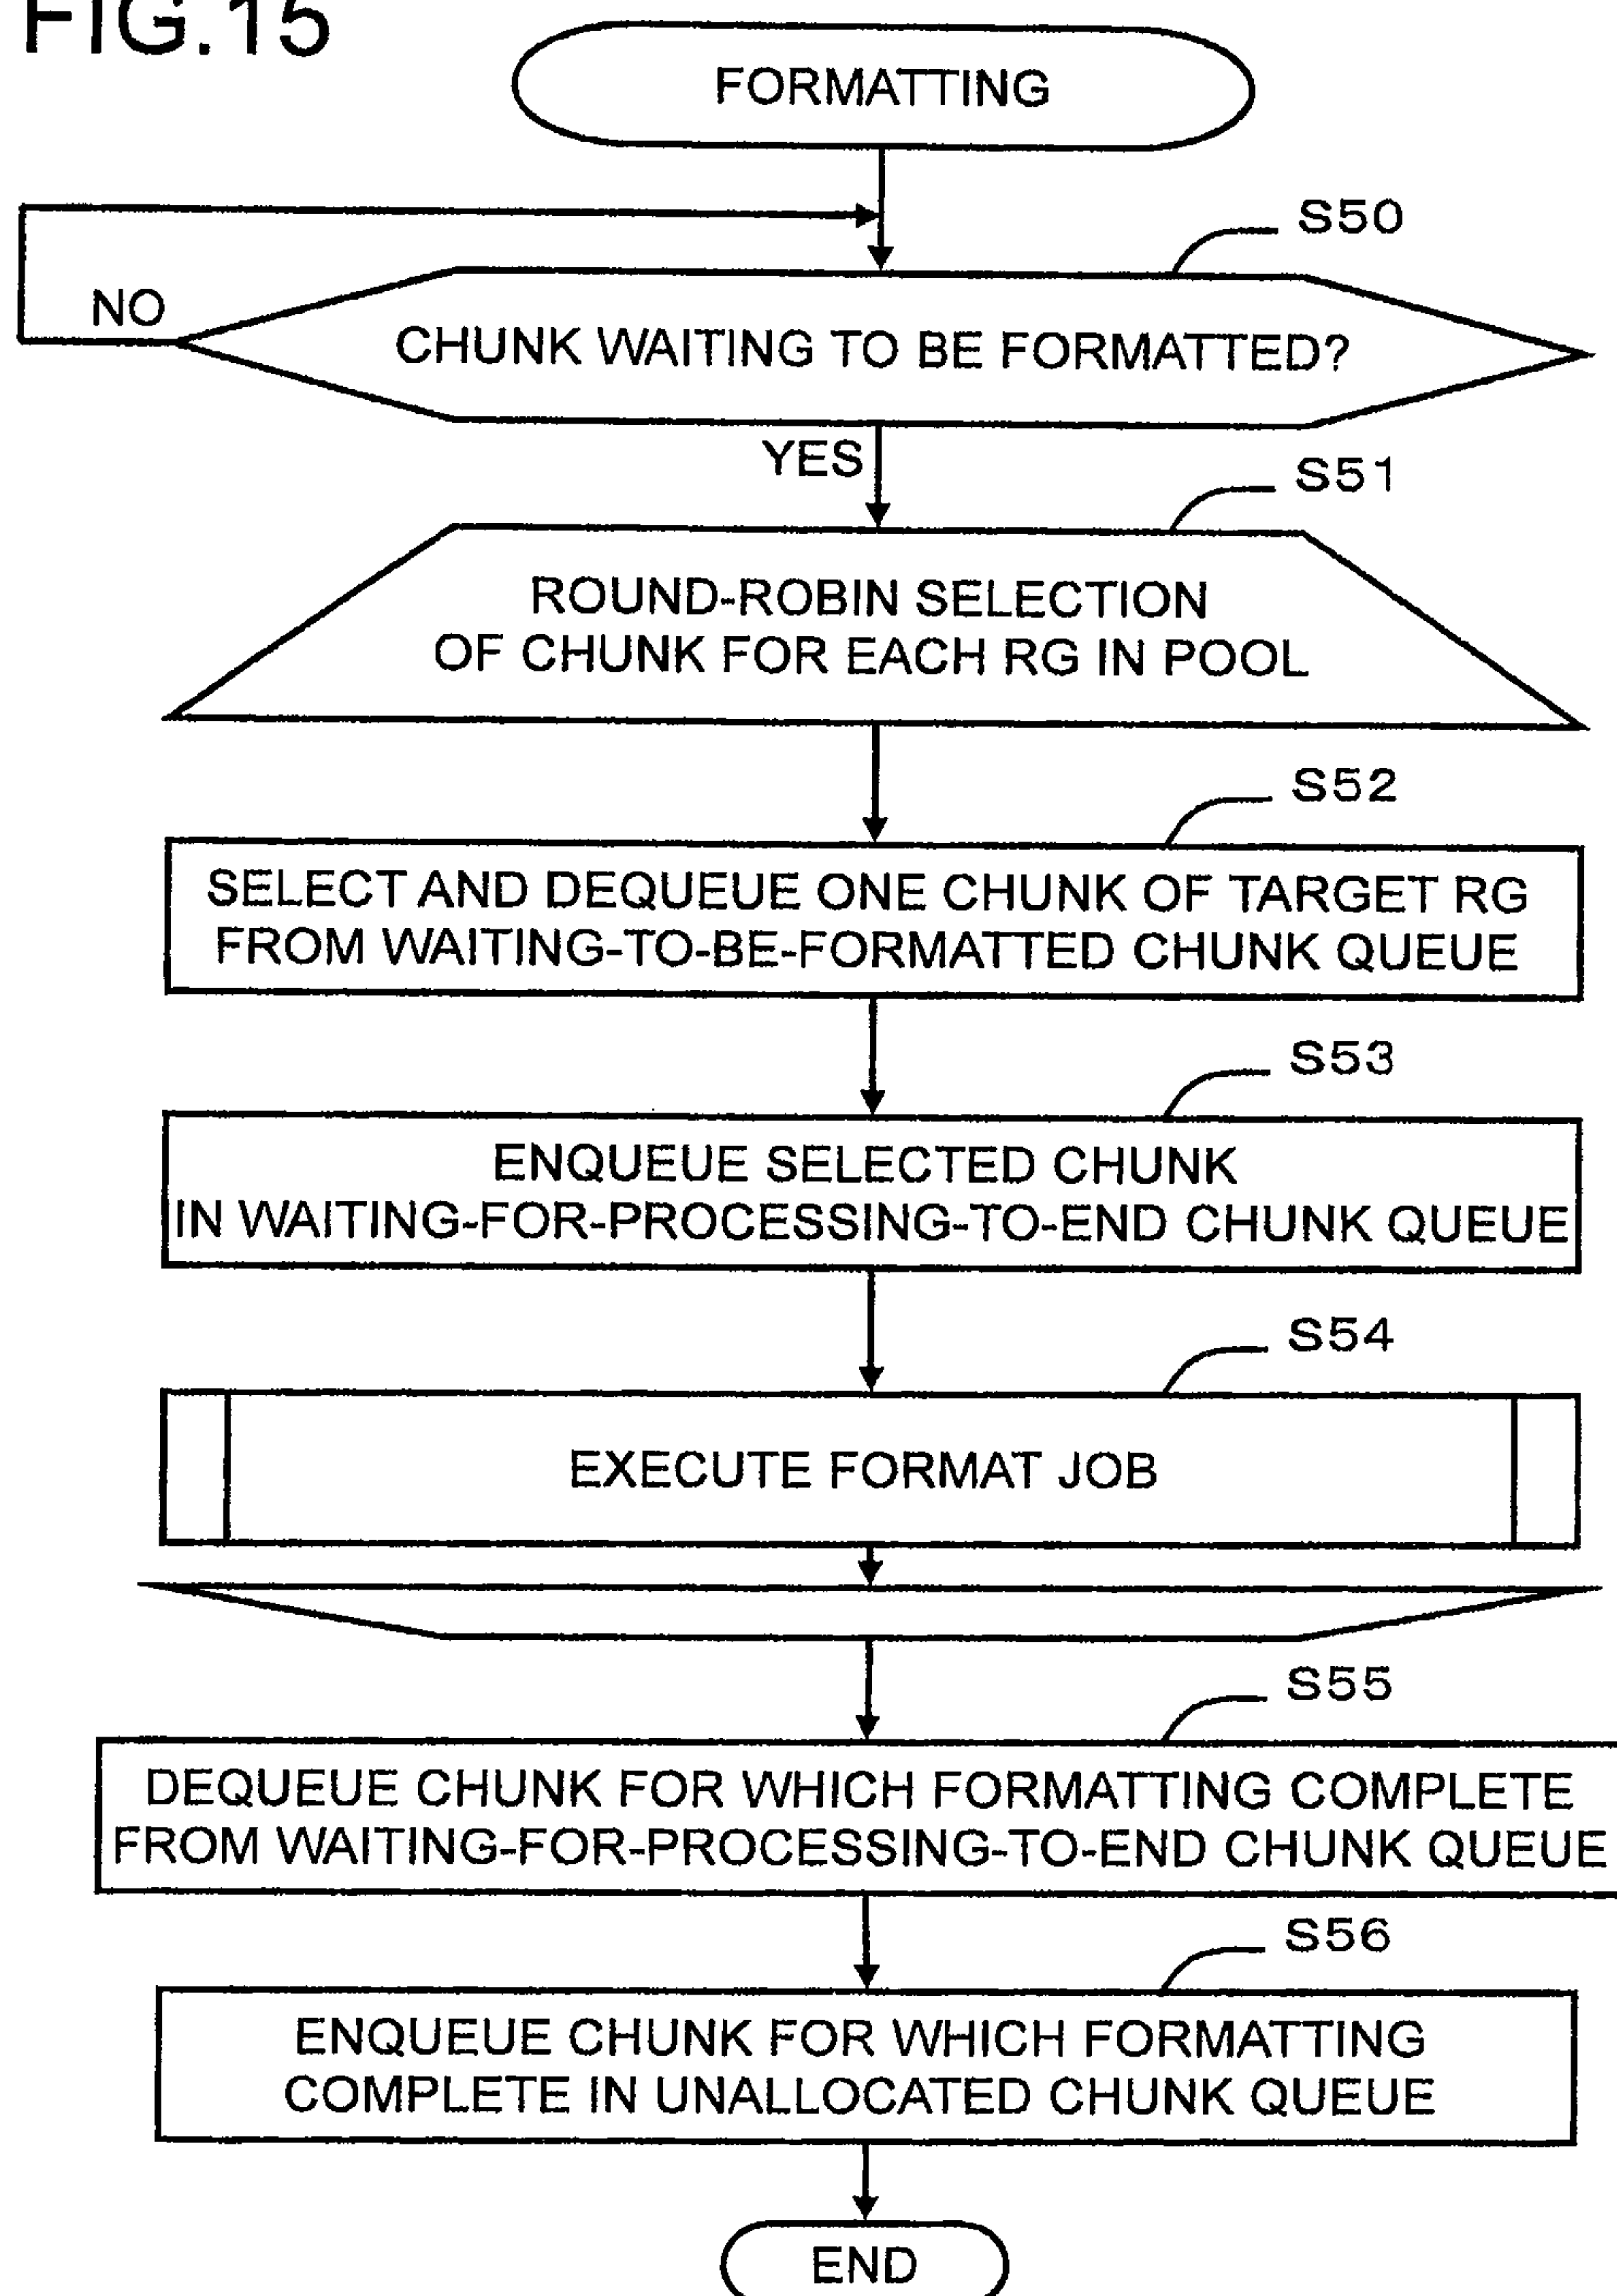 FIG.15
FORMATTING
S50
NO
CHUNK WAITING TO BE FORMATTED?
YES
S51
ROUND-ROBIN SELECTION
OF CHUNK FOR EACH RG IN POOL
S52
SELECT AND DEQUEUE ONE CHUNK OF TARGET RG
FROM WAITING-TO-BE-FORMATTED CHUNK QUEUE
S53
ENQUEUE SELECTED CHUNK
IN WAITING-FOR-PROCESSING-TO-END CHUNK QUEUE
S54
EXECUTE FORMAT JOB
S55
DEQUEUE CHUNK FOR WHICH FORMATTING COMPLETE
FROM WAITING-FOR-PROCESSING-TO-END CHUNK QUEUE
S56
ENQUEUE CHUNK FOR WHICH FORMATTING
COMPLETE IN UNALLOCATED CHUNK QUEUE
END